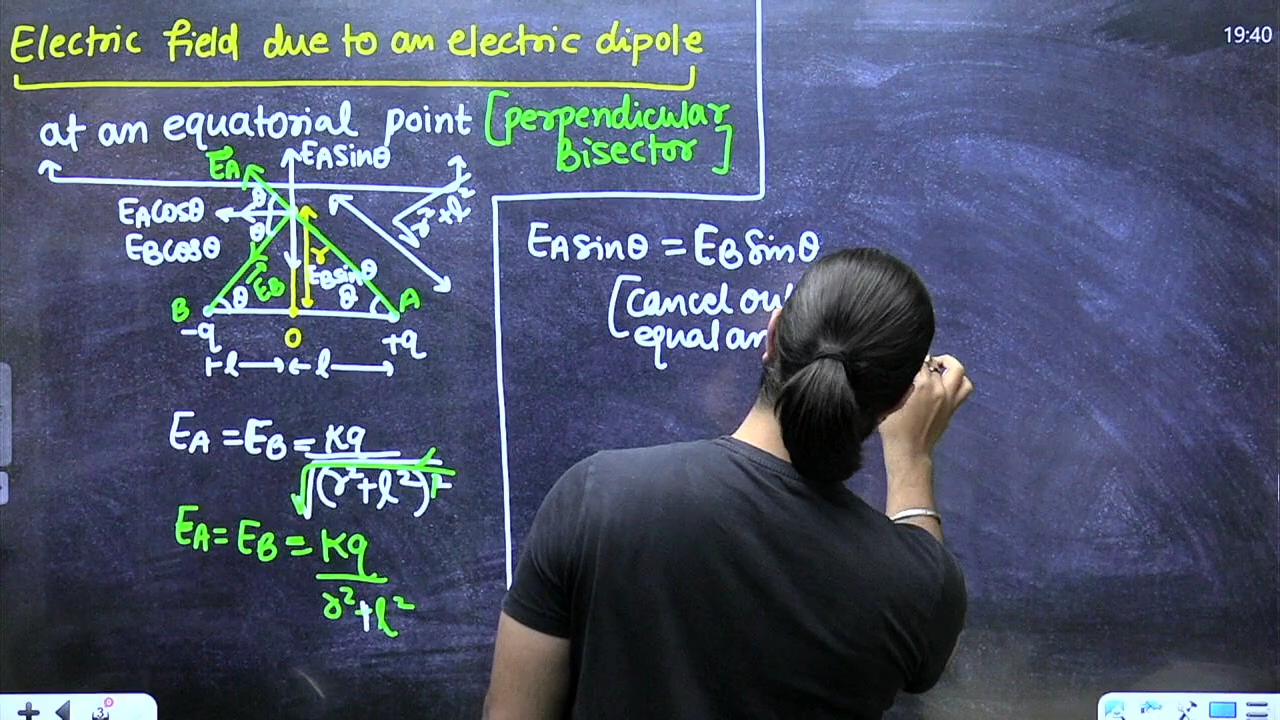 Electric field due to an electric dipole
19:40
at an equatorial point [perpendicular
Bisector]
EA
EAsinθ
θ
EAcosθ
θ
EBcosθ
r
EBsinθ
EB
θ
θ
B
A
-q
O
+q
l
l
EA = EB = Kq
√(r²+l²)²
EA = EB = Kq
r²+l²
EAsinθ = EBsinθ
[cancel out
equal an